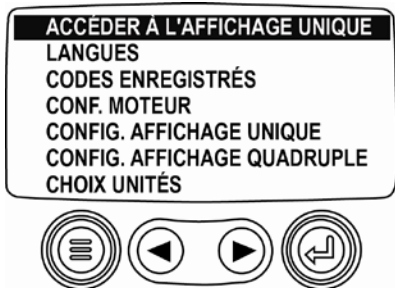 ACCÉDER À L'AFFICHAGE UNIQUE
LANGUES
CODES ENREGISTRÉS
CONF. MOTEUR
CONFIG. AFFICHAGE UNIQUE
CONFIG. AFFICHAGE QUADRUPLE
CHOIX UNITÉS